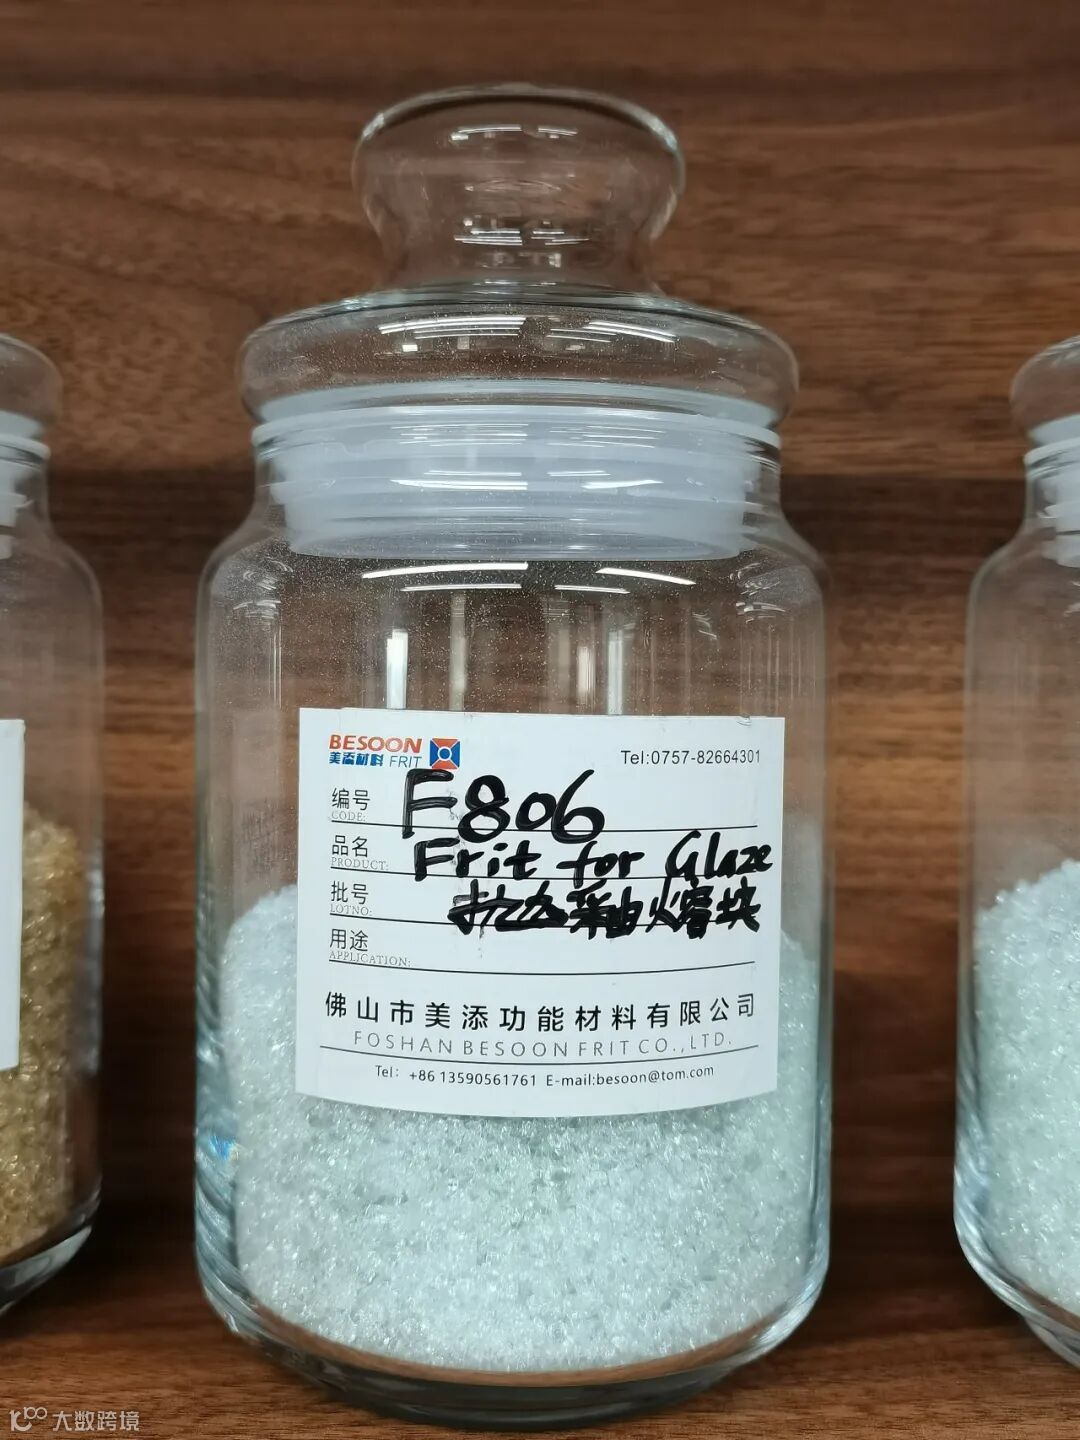 BESOON
美添材料 FRIT
Tel:0757-82664301
编号
CODE:
F806
品名
PRODUCT:
Frit for Glaze
批号
LOTNO:
抛釉熔块
用途
APPLICATION:
佛山市美添功能材料有限公司
FOSHAN BESOON FRIT CO.,LTD.
Tel: +86 13590561761 E-mail:besoon@tom.com
大数跨境